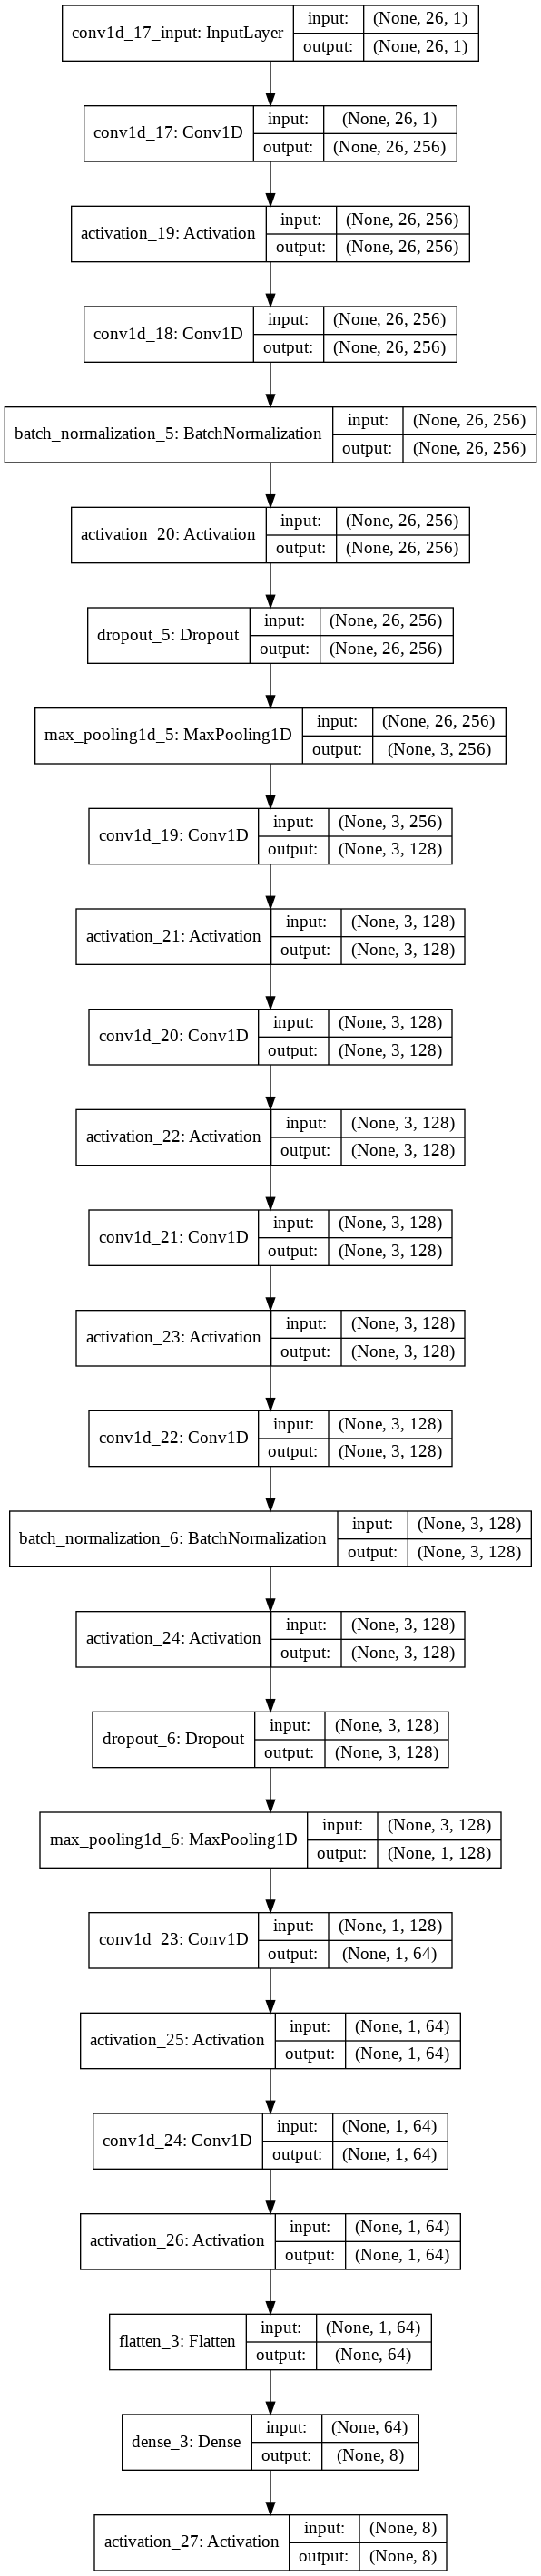 conv1d_17_input: InputLayer
input: (None, 26, 1)
output: (None, 26, 1)
conv1d_17: Conv1D
input: (None, 26, 1)
output: (None, 26, 256)
activation_19: Activation
input: (None, 26, 256)
output: (None, 26, 256)
conv1d_18: Conv1D
input: (None, 26, 256)
output: (None, 26, 256)
batch_normalization_5: BatchNormalization
input: (None, 26, 256)
output: (None, 26, 256)
activation_20: Activation
input: (None, 26, 256)
output: (None, 26, 256)
dropout_5: Dropout
input: (None, 26, 256)
output: (None, 26, 256)
max_pooling1d_5: MaxPooling1D
input: (None, 26, 256)
output: (None, 3, 256)
conv1d_19: Conv1D
input: (None, 3, 256)
output: (None, 3, 128)
activation_21: Activation
input: (None, 3, 128)
output: (None, 3, 128)
conv1d_20: Conv1D
input: (None, 3, 128)
output: (None, 3, 128)
activation_22: Activation
input: (None, 3, 128)
output: (None, 3, 128)
conv1d_21: Conv1D
input: (None, 3, 128)
output: (None, 3, 128)
activation_23: Activation
input: (None, 3, 128)
output: (None, 3, 128)
conv1d_22: Conv1D
input: (None, 3, 128)
output: (None, 3, 128)
batch_normalization_6: BatchNormalization
input: (None, 3, 128)
output: (None, 3, 128)
activation_24: Activation
input: (None, 3, 128)
output: (None, 3, 128)
dropout_6: Dropout
input: (None, 3, 128)
output: (None, 3, 128)
max_pooling1d_6: MaxPooling1D
input: (None, 3, 128)
output: (None, 1, 128)
conv1d_23: Conv1D
input: (None, 1, 128)
output: (None, 1, 64)
activation_25: Activation
input: (None, 1, 64)
output: (None, 1, 64)
conv1d_24: Conv1D
input: (None, 1, 64)
output: (None, 1, 64)
activation_26: Activation
input: (None, 1, 64)
output: (None, 1, 64)
flatten_3: Flatten
input: (None, 1, 64)
output: (None, 64)
dense_3: Dense
input: (None, 64)
output: (None, 8)
activation_27: Activation
input: (None, 8)
output: (None, 8)